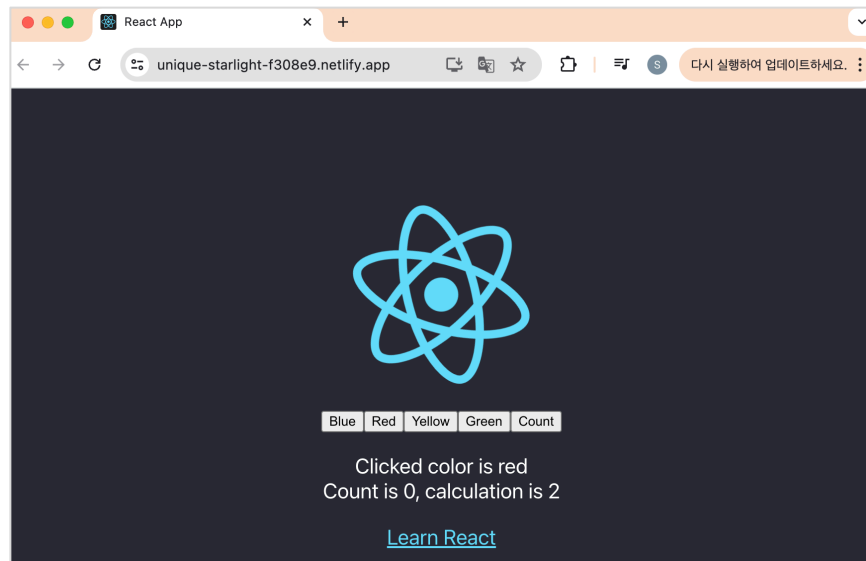 React App
unique-starlight-f308e9.netlify.app
S
다시 실행하여 업데이트하세요.
Blue Red Yellow Green Count
Clicked color is red
Count is 0, calculation is 2
Learn React